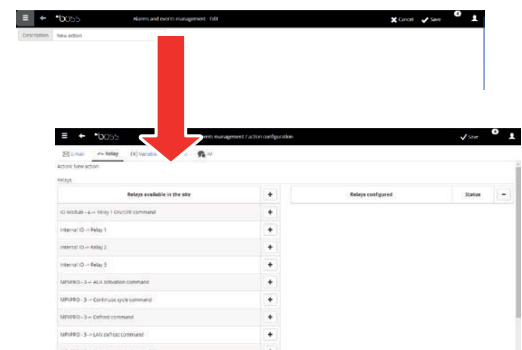 boss
Alarms and events management - Edit
Cancel
Save
Description
New action
boss
events management / action configuration
Save
E-mail
Relay
(X) Variable
All
Action: New action
Relays
Relays available in the site
Relays configured
Status
IO Module - 4 -> Relay 1 ON/OFF command
Internal IO -> Relay 1
Internal IO -> Relay 2
Internal IO -> Relay 3
MPXPRO - 3 -> AUX activation command
MPXPRO - 3 -> Continuous cycle command
MPXPRO - 3 -> Defrost command
MPXPRO - 3 -> LAN defrost command